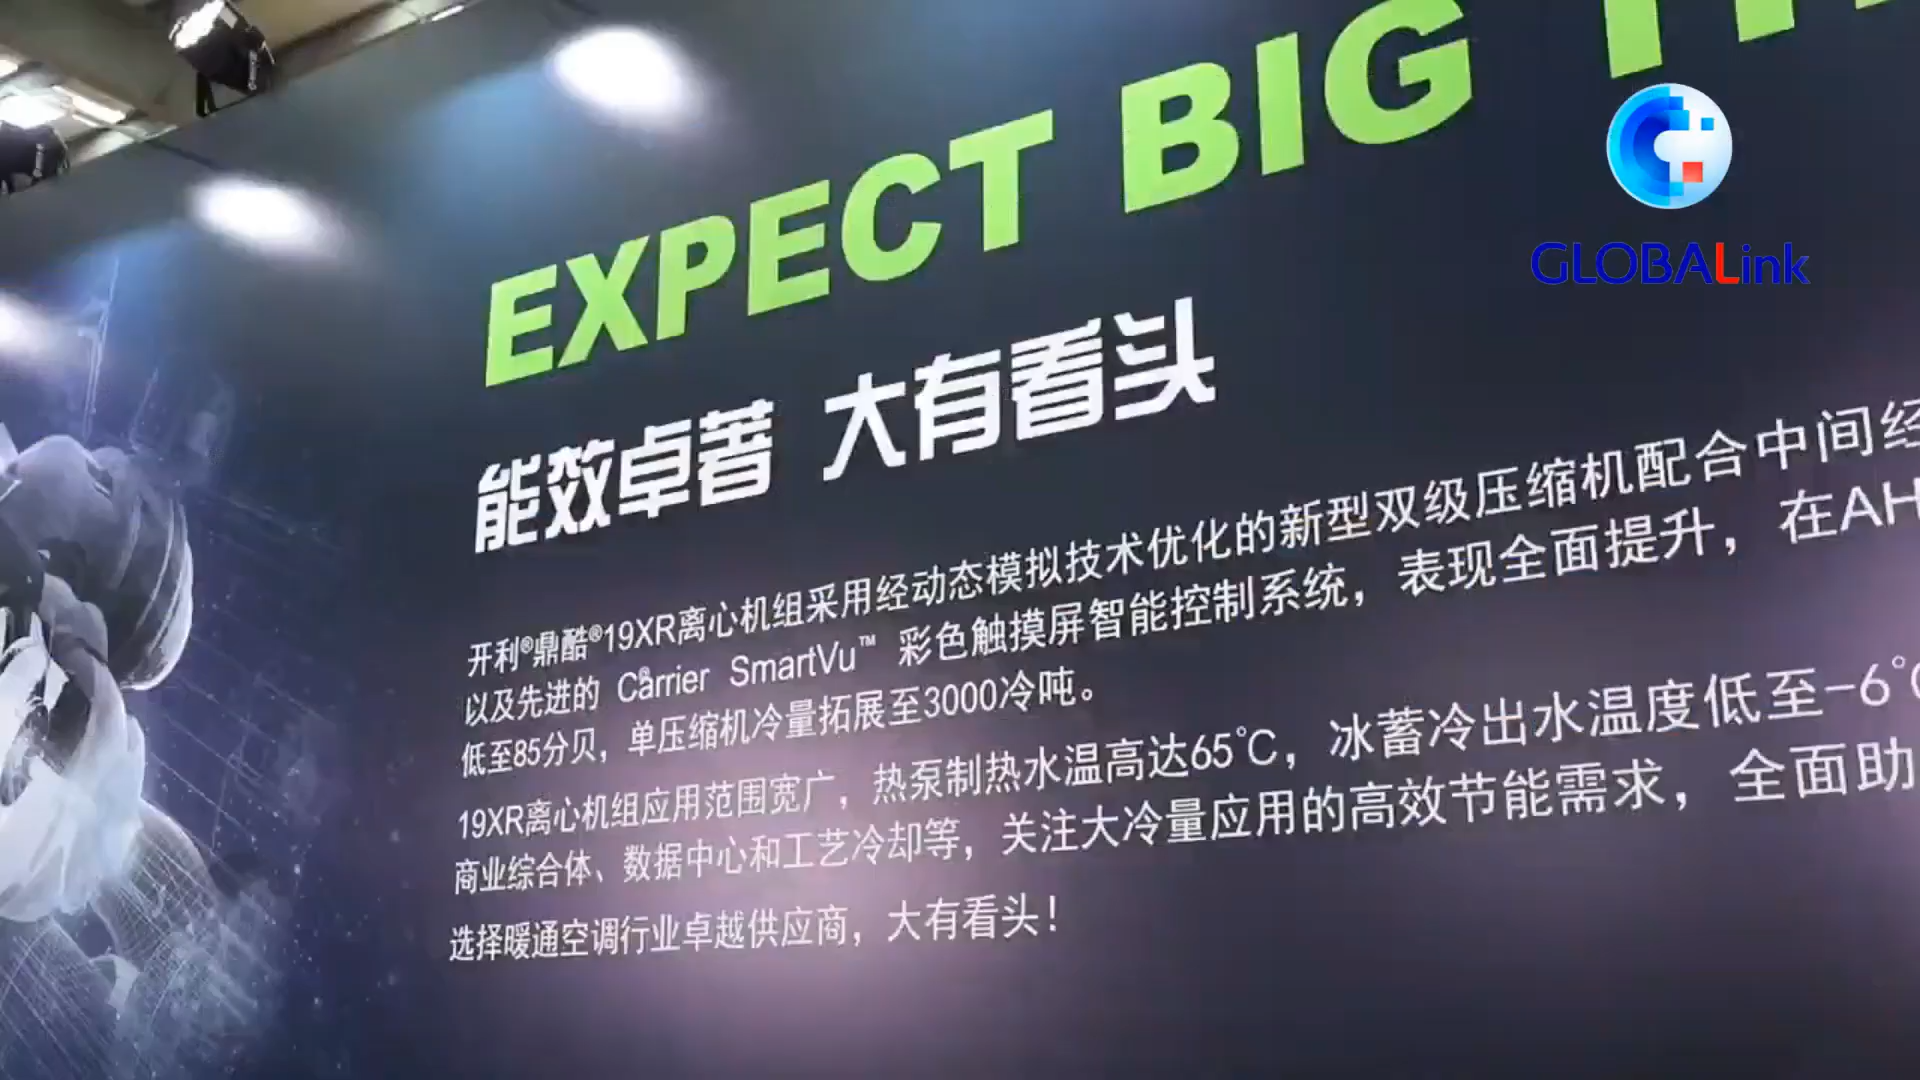 EXPECT BIG
GLOBALink
能效卓著 大有看头
开利®鼎酷®19XR离心机组采用经动态模拟技术优化的新型双级压缩机配合中间经
以及先进的 Carrier® SmartVu™ 彩色触摸屏智能控制系统，表现全面提升，在AH
低至85分贝，单压缩机冷量拓展至3000冷吨。
19XR离心机组应用范围宽广，热泵制热水温高达65℃，冰蓄冷出水温度低至-6℃
商业综合体、数据中心和工艺冷却等，关注大冷量应用的高效节能需求，全面助
选择暖通空调行业卓越供应商，大有看头！